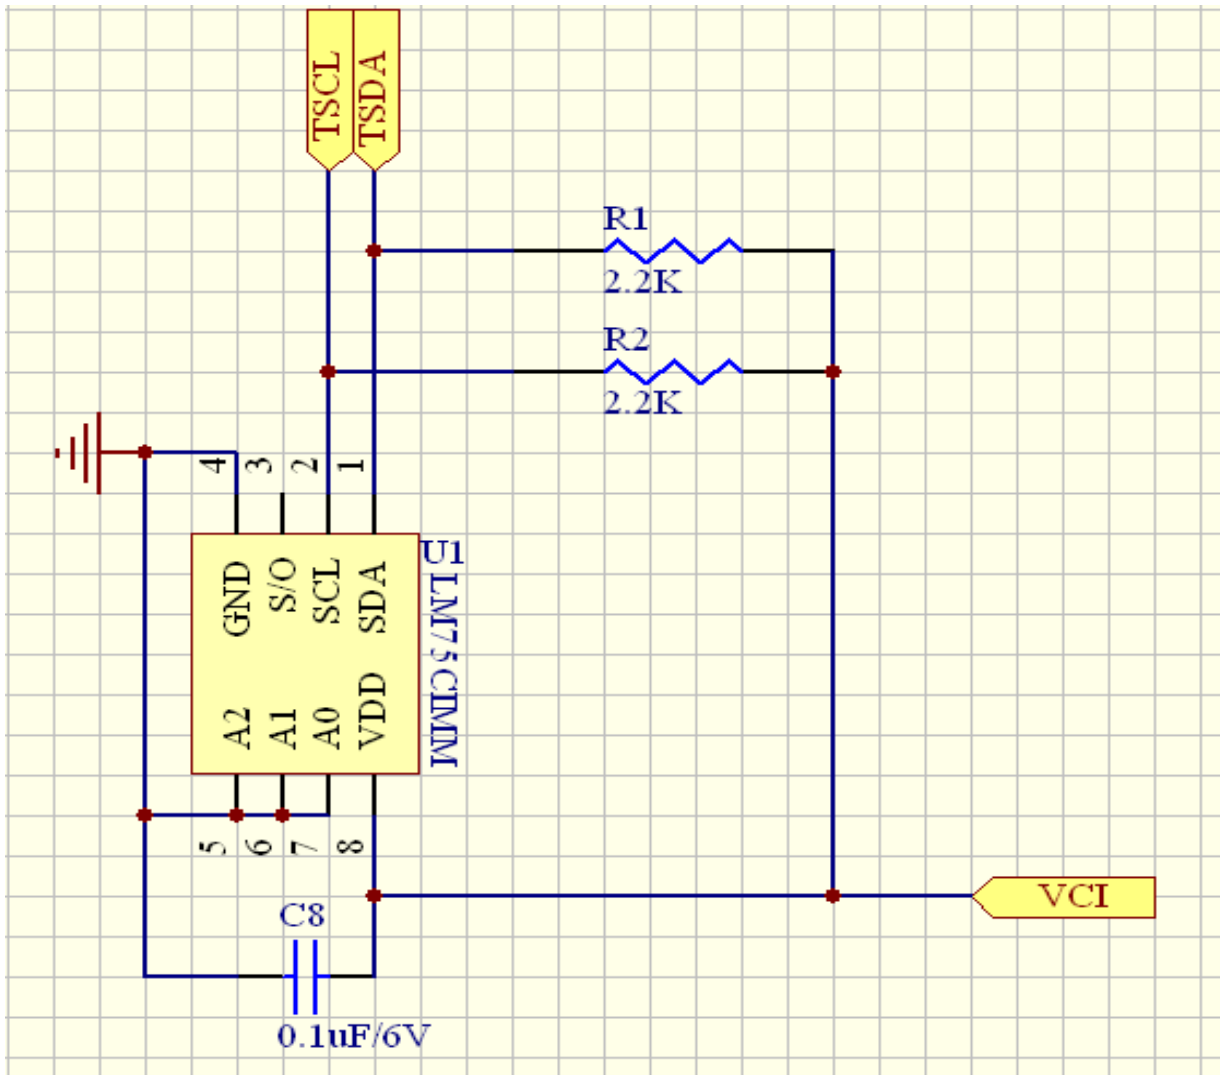 TSCL
TSDA
R1
2.2K
R2
2.2K
4
3
2
1
U1
LM75CIMM
GND
S/O
SCL
SDA
A2
A1
A0
VDD
5
6
7
8
VCI
C8
0.1uF/6V